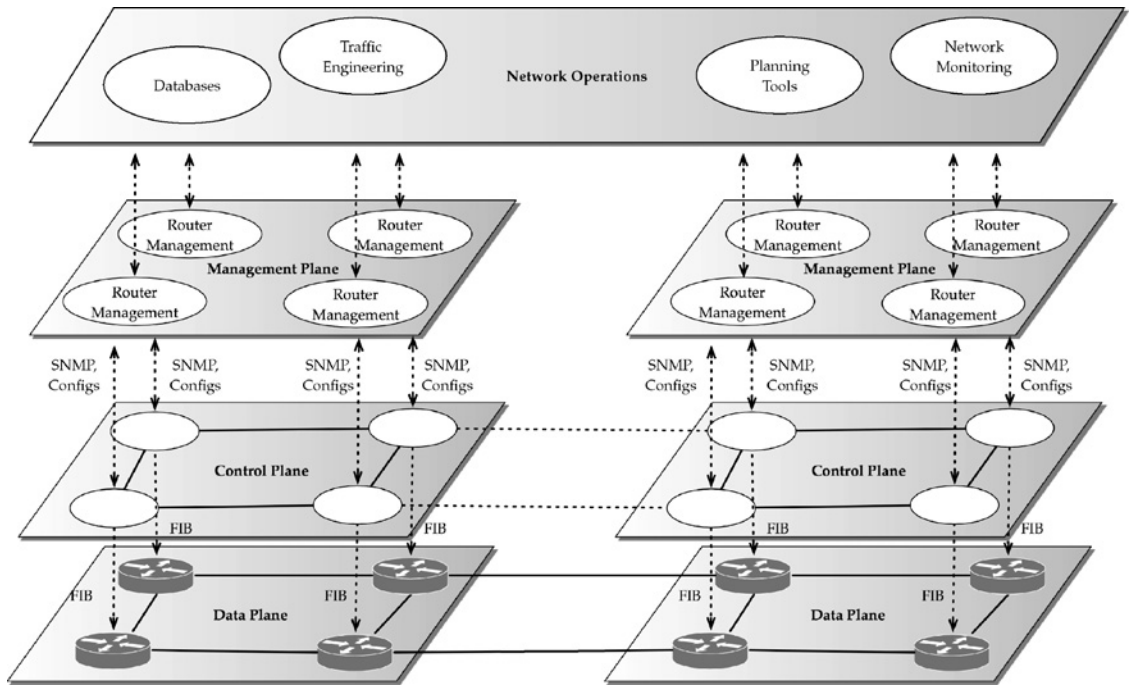 Databases
Traffic
Engineering
Network Operations
Planning
Tools
Network
Monitoring
Router
Management
Router
Management
Management Plane
Router
Management
Router
Management
Router
Management
Router
Management
Management Plane
Router
Management
Router
Management
SNMP,
Configs
SNMP,
Configs
SNMP,
Configs
SNMP,
Configs
SNMP,
Configs
SNMP,
Configs
SNMP,
Configs
SNMP,
Configs
Control Plane
Control Plane
FIB
FIB
FIB
FIB
FIB
FIB
FIB
FIB
Data Plane
Data Plane